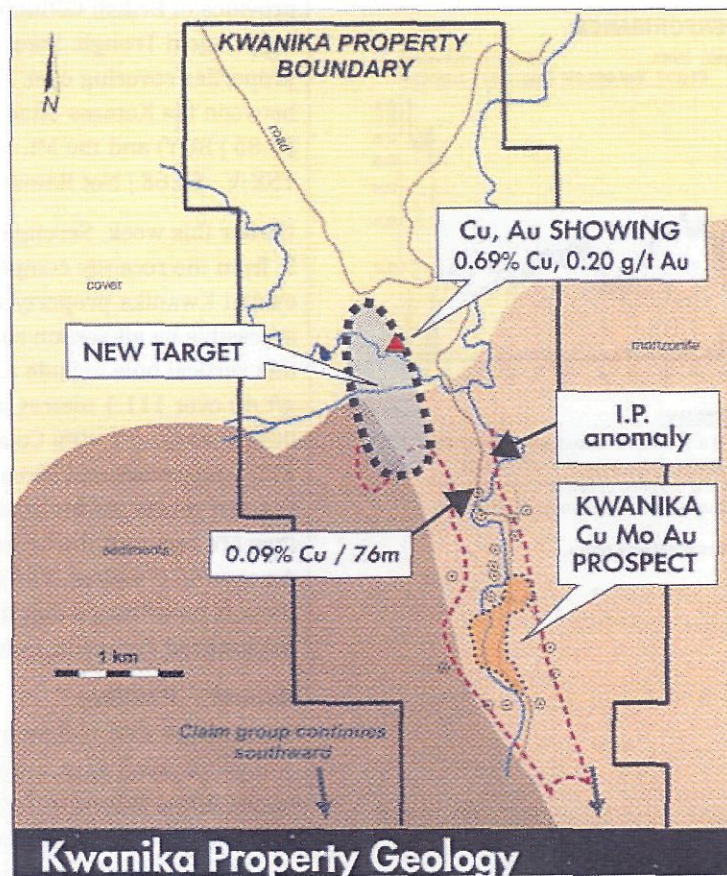 KWANIKA PROPERTY
BOUNDARY
N
road
Cu, Au SHOWING
0.69% Cu, 0.20 g/t Au
cover
NEW TARGET
monzonite
I.P.
anomaly
KWANIKA
Cu Mo Au
PROSPECT
0.09% Cu / 76m
sediments
1 km
Claim group continues
southward
Kwanika Property Geology